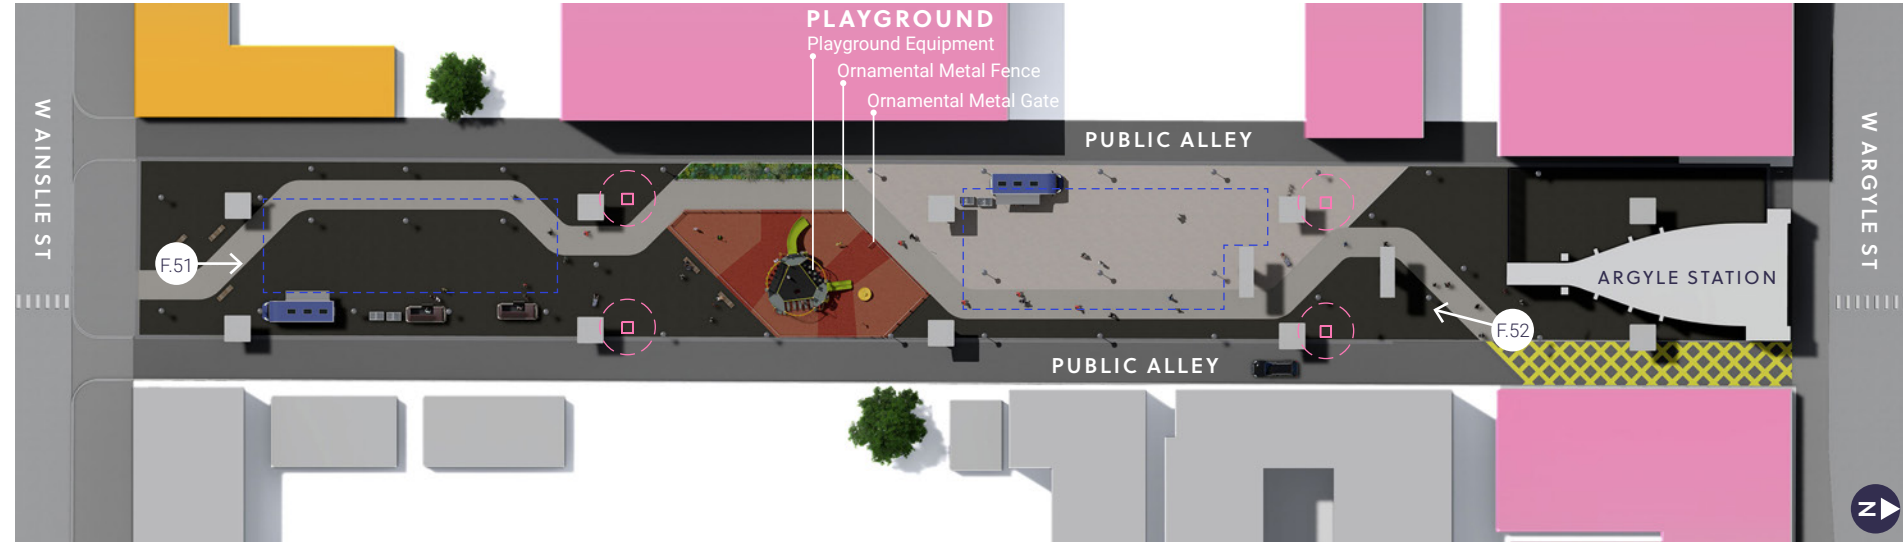 PLAYGROUND
Playground Equipment
Ornamental Metal Fence
Ornamental Metal Gate
W AINSLIE ST
PUBLIC ALLEY
W ARGYLE ST
F.51
ARGYLE STATION
F.52
PUBLIC ALLEY
N